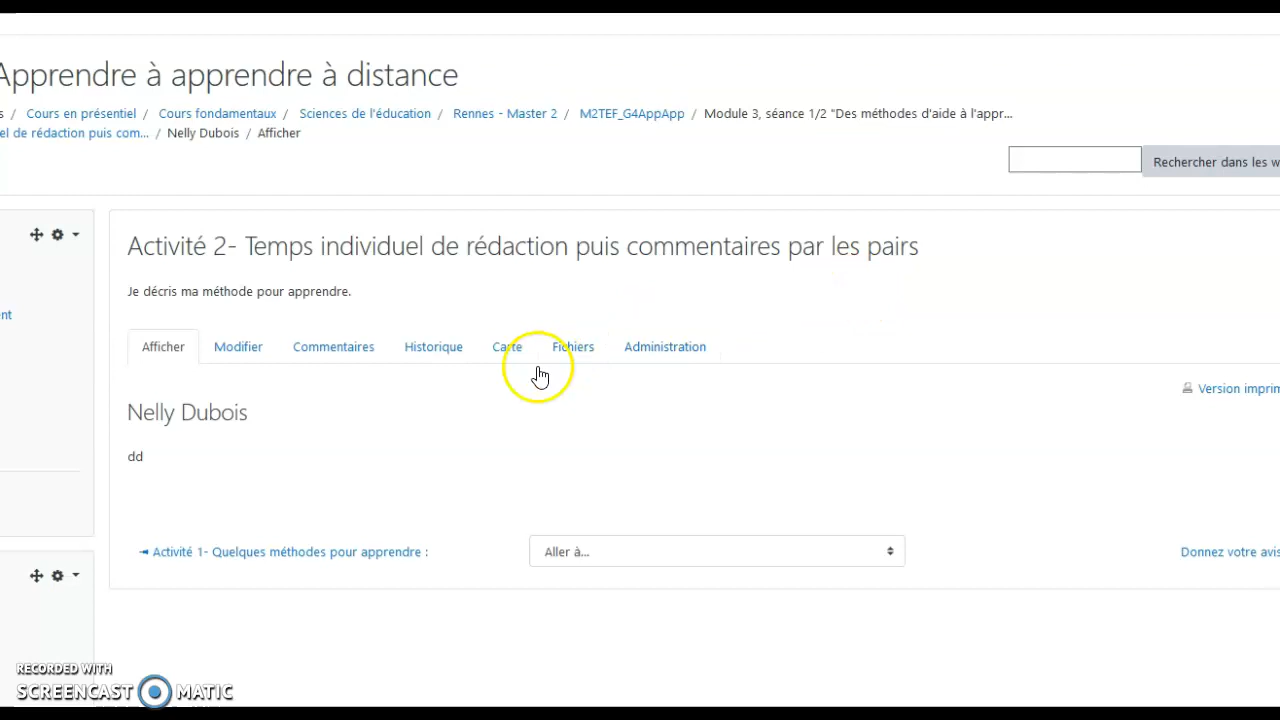 Apprendre à apprendre à distance
s / Cours en présentiel / Cours fondamentaux / Sciences de l'éducation / Rennes - Master 2 / M2TEF_G4AppApp / Module 3, séance 1/2 "Des méthodes d'aide à l'appr...
el de rédaction puis com... / Nelly Dubois / Afficher
Rechercher dans les w
Activité 2- Temps individuel de rédaction puis commentaires par les pairs
Je décris ma méthode pour apprendre.
nt
Afficher Modifier Commentaires Historique Carte Fichiers Administration
Version imprim
Nelly Dubois
dd
◄ Activité 1- Quelques méthodes pour apprendre :
Aller à...
Donnez votre avis
RECORDED WITH
SCREENCAST MATIC